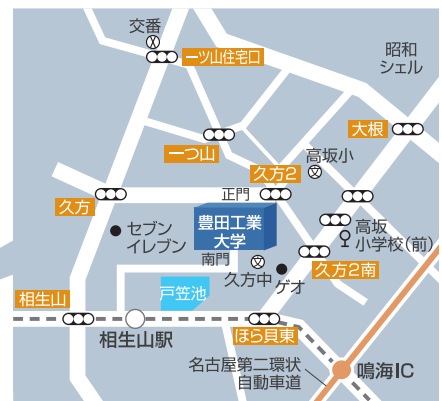 交番
一ツ山住宅口
昭和
シェル
一つ山
大根
久方2
高坂小
正門
久方
豊田工業
大学
セブン
イレブン
高坂
小学校(前)
南門
久方中
ゲオ
久方2南
相生山
戸笠池
相生山駅
ほら貝東
名古屋第二環状
自動車道
鳴海IC